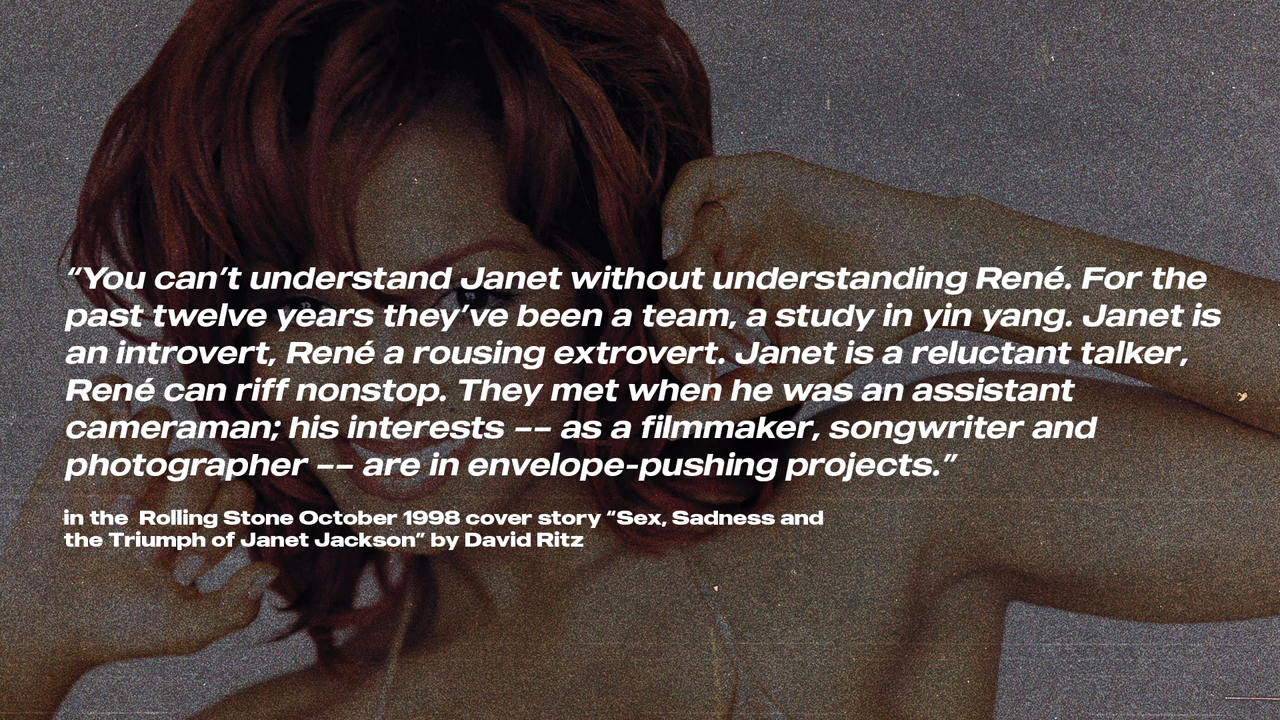 “You can’t understand Janet without understanding René. For the
past twelve years they’ve been a team, a study in yin yang. Janet is
an introvert, René a rousing extrovert. Janet is a reluctant talker,
René can riff nonstop. They met when he was an assistant
cameraman; his interests -- as a filmmaker, songwriter and
photographer -- are in envelope-pushing projects.”
in the  Rolling Stone October 1998 cover story “Sex, Sadness and
the Triumph of Janet Jackson” by David Ritz